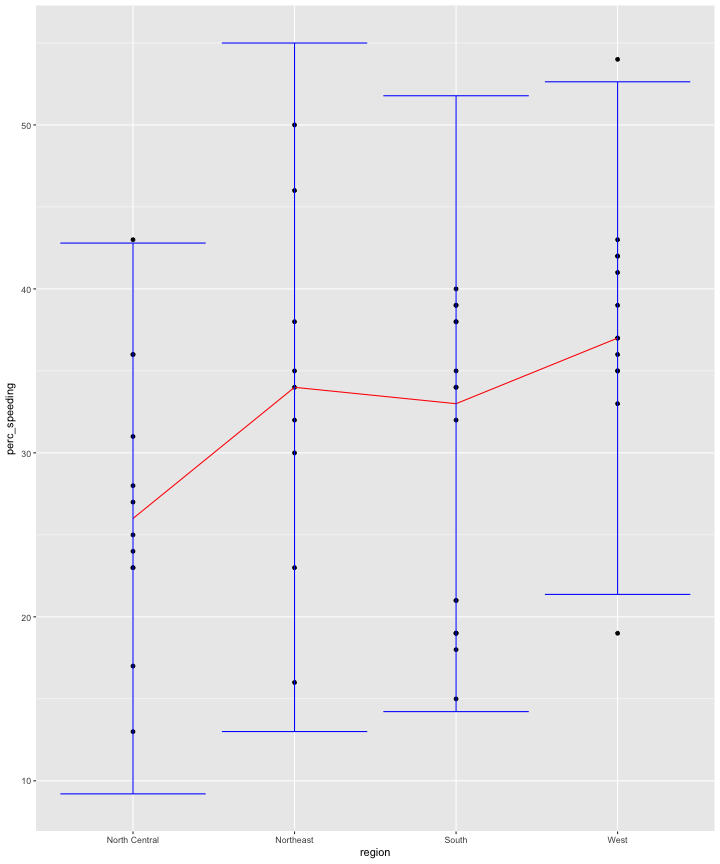 50
40
30
20
10
perc_speeding
North Central
Northeast
South
West
region